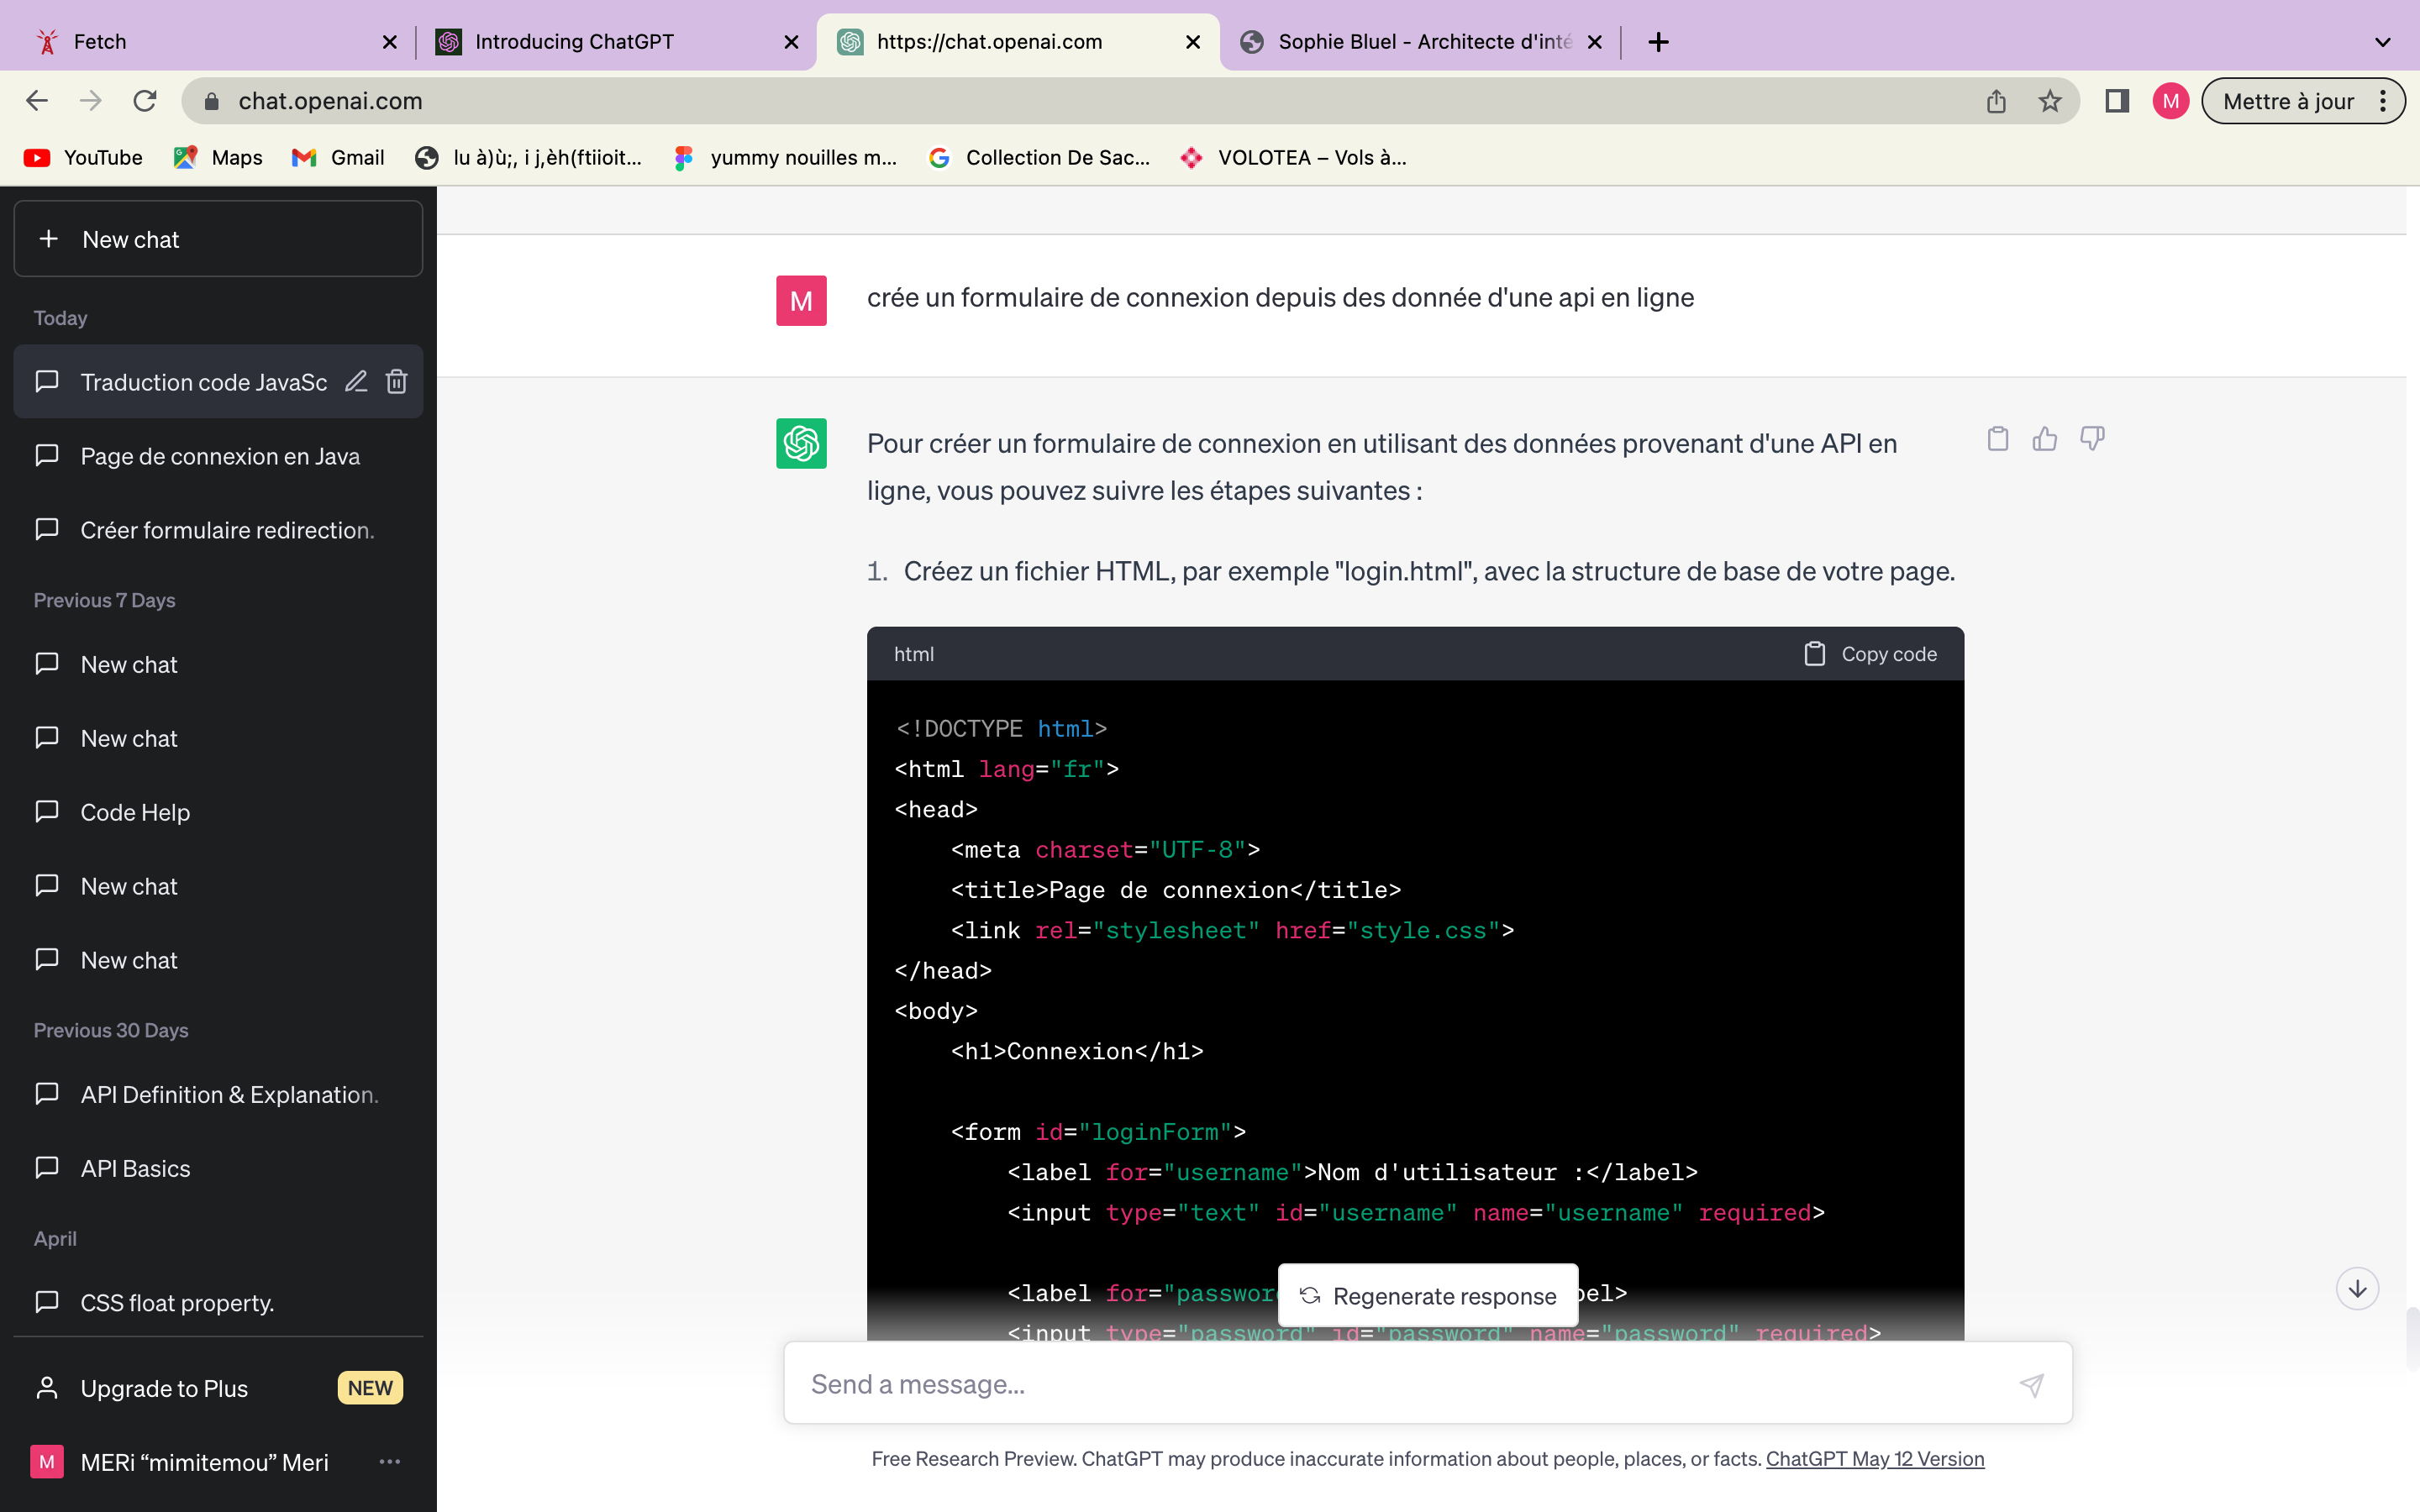 Fetch
Introducing ChatGPT
https://chat.openai.com
Sophie Bluel - Architecte d'inté
chat.openai.com
M
Mettre à jour
YouTube
Maps
Gmail
lu à)ù;, i j,èh(ftiioit...
yummy nouilles m...
Collection De Sac...
VOLOTEA – Vols à...
New chat
Today
Traduction code JavaSc
Page de connexion en Java
Créer formulaire redirection.
Previous 7 Days
New chat
New chat
Code Help
New chat
New chat
Previous 30 Days
API Definition & Explanation.
API Basics
April
CSS float property.
Upgrade to Plus
NEW
M
MERi “mimitemou” Meri
M
crée un formulaire de connexion depuis des donnée d'une api en ligne
Pour créer un formulaire de connexion en utilisant des données provenant d'une API en
ligne, vous pouvez suivre les étapes suivantes :
1. Créez un fichier HTML, par exemple "login.html", avec la structure de base de votre page.
html
Copy code
<!DOCTYPE html>
<html lang="fr">
<head>
    <meta charset="UTF-8">
    <title>Page de connexion</title>
    <link rel="stylesheet" href="style.css">
</head>
<body>
    <h1>Connexion</h1>
    <form id="loginForm">
        <label for="username">Nom d'utilisateur :</label>
        <input type="text" id="username" name="username" required>
        <label for="passwor
bel>
Regenerate response
        <input type="password" id="password" name="password" required>
Send a message...
Free Research Preview. ChatGPT may produce inaccurate information about people, places, or facts. ChatGPT May 12 Version